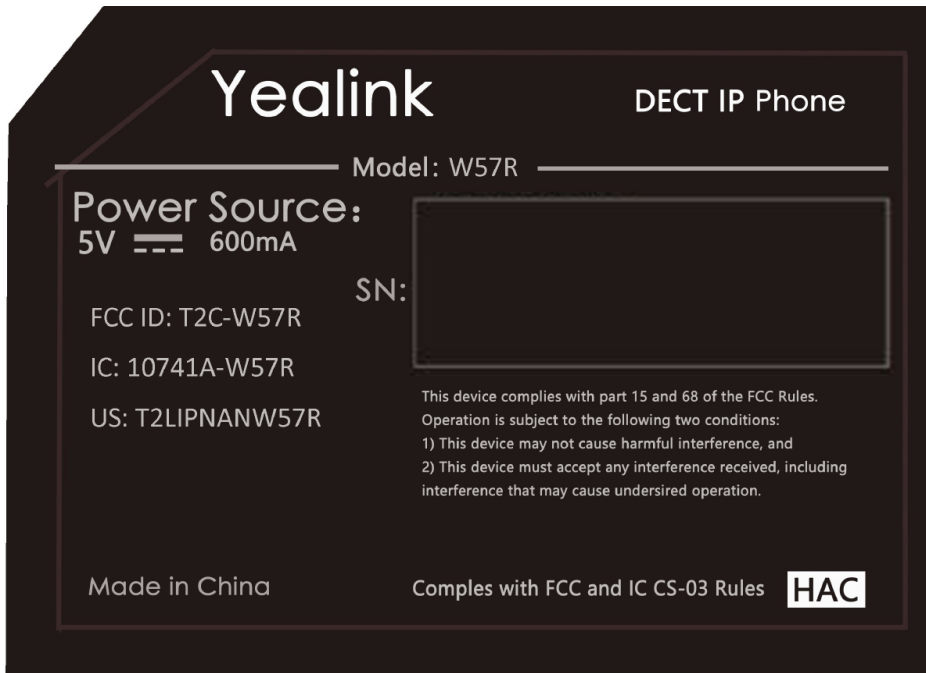 Yealink
DECT IP Phone
Model: W57R
Power Source:
5V 600mA
SN:
FCC ID: T2C-W57R
IC: 10741A-W57R
US: T2LIPNANW57R
This device complies with part 15 and 68 of the FCC Rules.
Operation is subject to the following two conditions:
1) This device may not cause harmful interference, and
2) This device must accept any interference received, including
interference that may cause undersired operation.
Made in China
Comples with FCC and IC CS-03 Rules
HAC